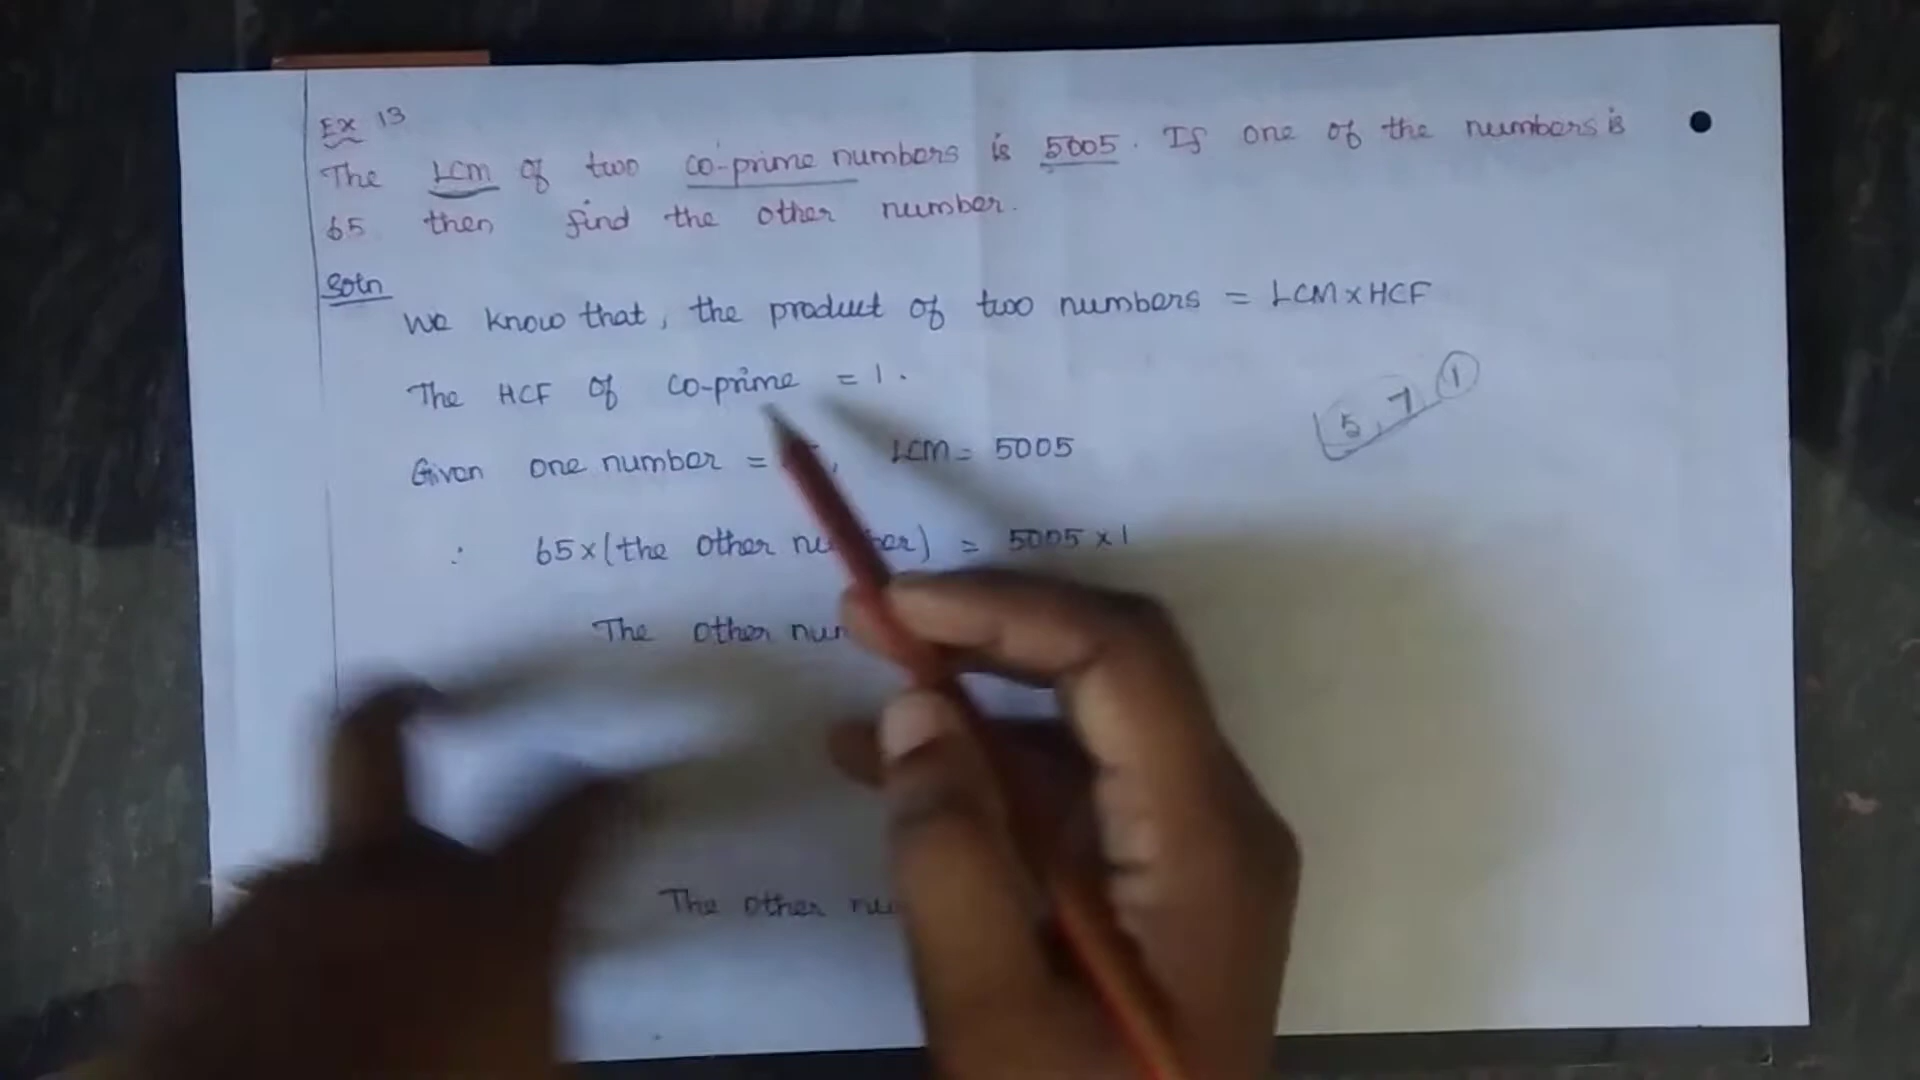 Ex 13
The LCM of two co-prime numbers is 5005. If one of the numbers is
65 then find the other number.
Soln
We know that, the product of two numbers = LCM x HCF
The HCF of co-prime = 1.
5, 7, 1
Given one number = , LCM = 5005
∴ 65 x (the other number) = 5005 x 1
The other
The other